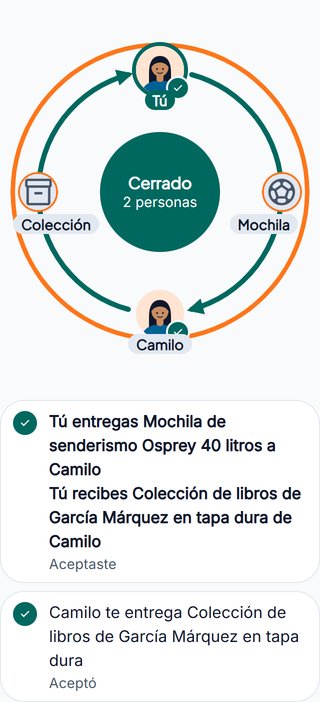 Tú
Cerrado
2 personas
Colección
Mochila
Camilo
Tú entregas Mochila de
senderismo Osprey 40 litros a
Camilo
Tú recibes Colección de libros de
García Márquez en tapa dura de
Camilo
Aceptaste
Camilo te entrega Colección de
libros de García Márquez en tapa
dura
Aceptó